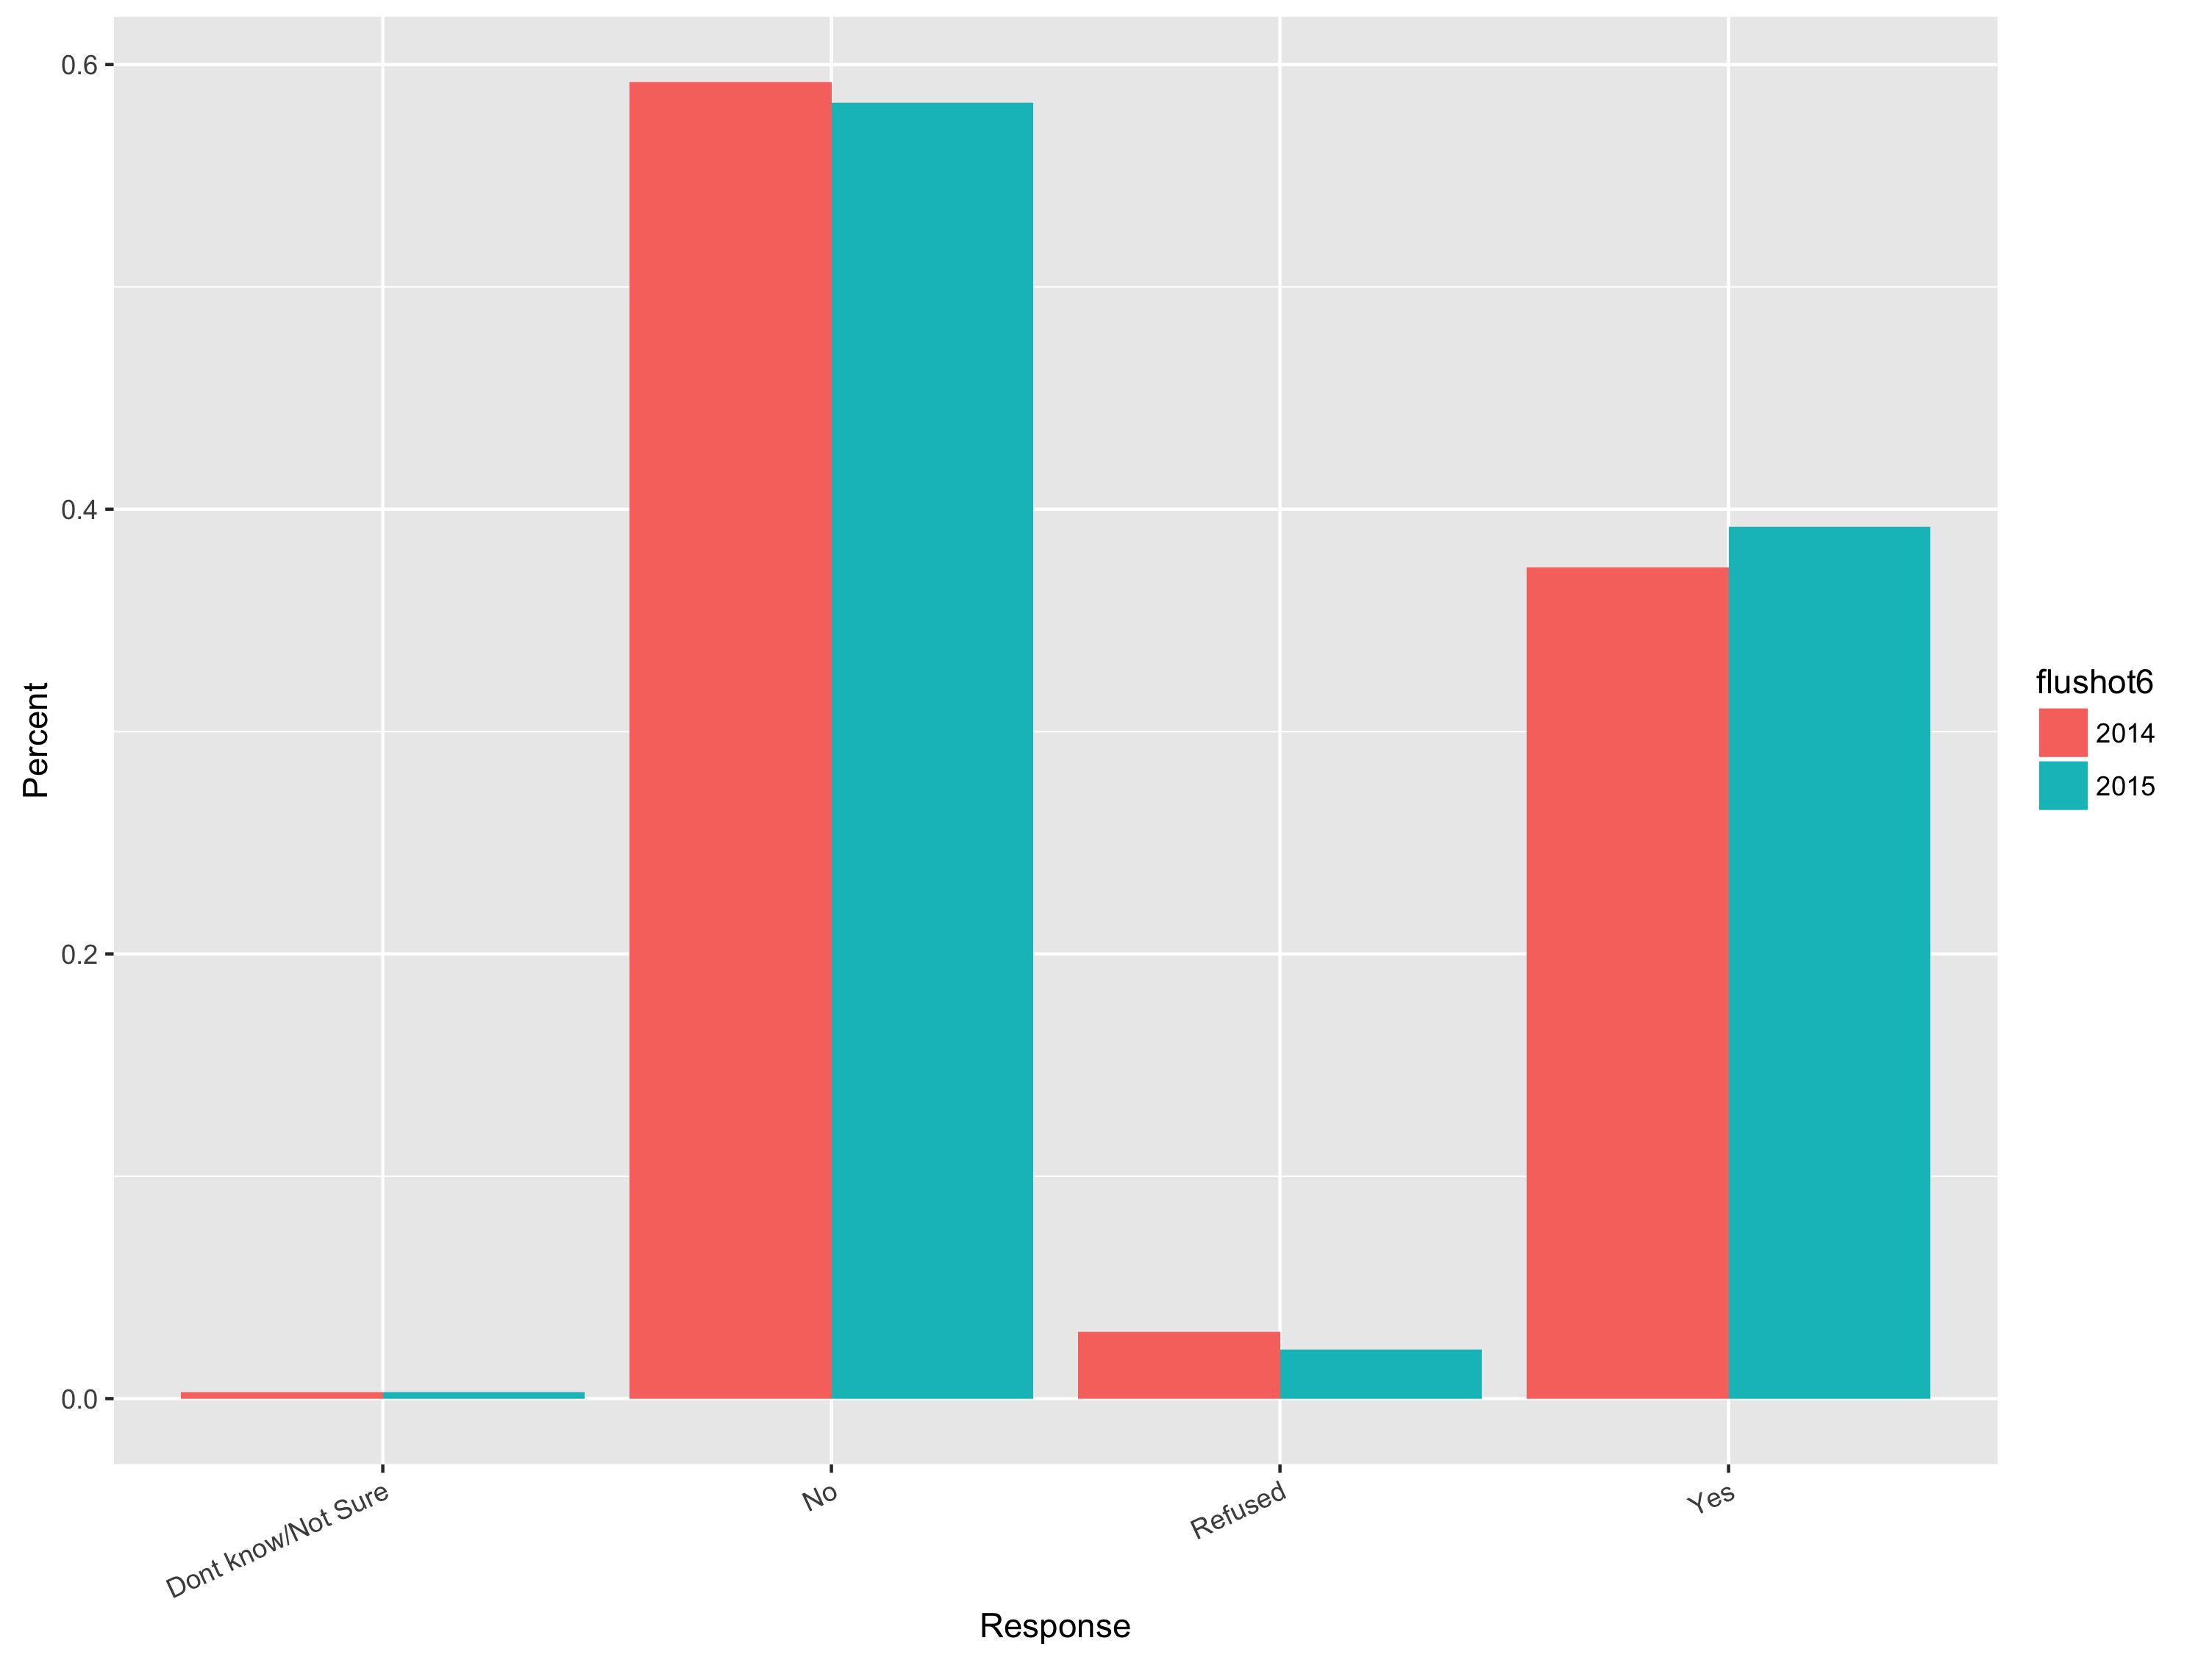 Percent
0.6
0.4
0.2
0.0
Dont know/Not Sure
No
Refused
Yes
Response
flushot6
2014
2015